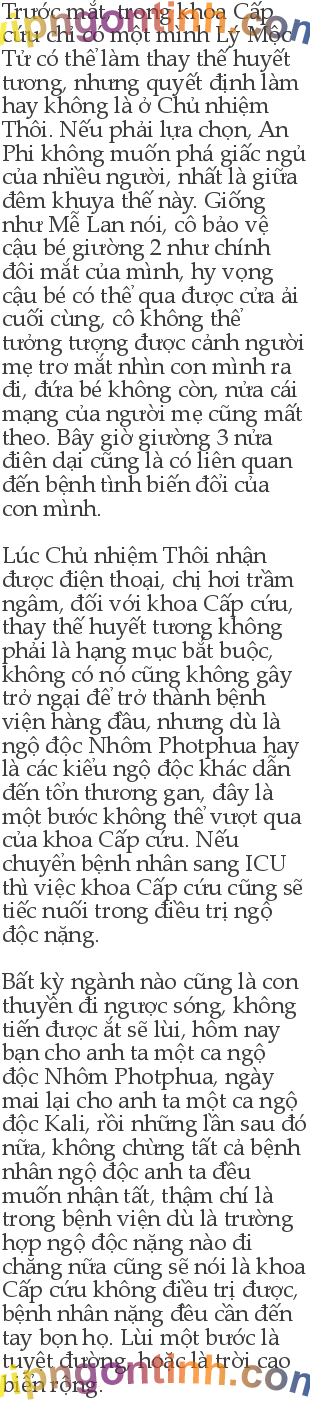 Trước mắt, trong khoa Cấp
cứu chỉ có một mình Lý Mộc
Tử có thể làm thay thế huyết
tương, nhưng quyết định làm
hay không là ở Chủ nhiệm
Thôi. Nếu phải lựa chọn, An
Phi không muốn phá giấc ngủ
của nhiều người, nhất là giữa
đêm khuya thế này. Giống
như Mễ Lan nói, cô bảo vệ
cậu bé giường 2 như chính
đôi mắt của mình, hy vọng
cậu bé có thể qua được cửa ải
cuối cùng, cô không thể
tưởng tượng được cảnh người
mẹ trơ mắt nhìn con mình ra
đi, đứa bé không còn, nửa cái
mạng của người mẹ cũng mất
theo. Bây giờ giường 3 nửa
điên dại cũng là có liên quan
đến bệnh tình biến đổi của
con mình.
Lúc Chủ nhiệm Thôi nhận
được điện thoại, chị hơi trầm
ngâm, đối với khoa Cấp cứu,
thay thế huyết tương không
phải là hạng mục bắt buộc,
không có nó cũng không gây
trở ngại để trở thành bệnh
viện hàng đầu, nhưng dù là
ngộ độc Nhôm Photphua hay
là các kiểu ngộ độc khác dẫn
đến tổn thương gan, đây là
một bước không thể vượt qua
của khoa Cấp cứu. Nếu
chuyển bệnh nhân sang ICU
thì việc khoa Cấp cứu cũng sẽ
tiếc nuối trong điều trị ngộ
độc nặng.
Bất kỳ ngành nào cũng là con
thuyền đi ngược sóng, không
tiến được ắt sẽ lùi, hôm nay
bạn cho anh ta một ca ngộ
độc Nhôm Photphua, ngày
mai lại cho anh ta một ca ngộ
độc Kali, rồi những lần sau đó
nữa, không chừng tất cả bệnh
nhân ngộ độc anh ta đều
muốn nhận tất, thậm chí là
trong bệnh viện dù là trường
hợp ngộ độc nặng nào đi
chăng nữa cũng sẽ nói là khoa
Cấp cứu không điều trị được,
bệnh nhân nặng đều cần đến
tay bọn họ. Lùi một bước là
tuyệt đường, hoặc là trời cao
biển rộng.
vipngontinh.com
vipngontinh.com